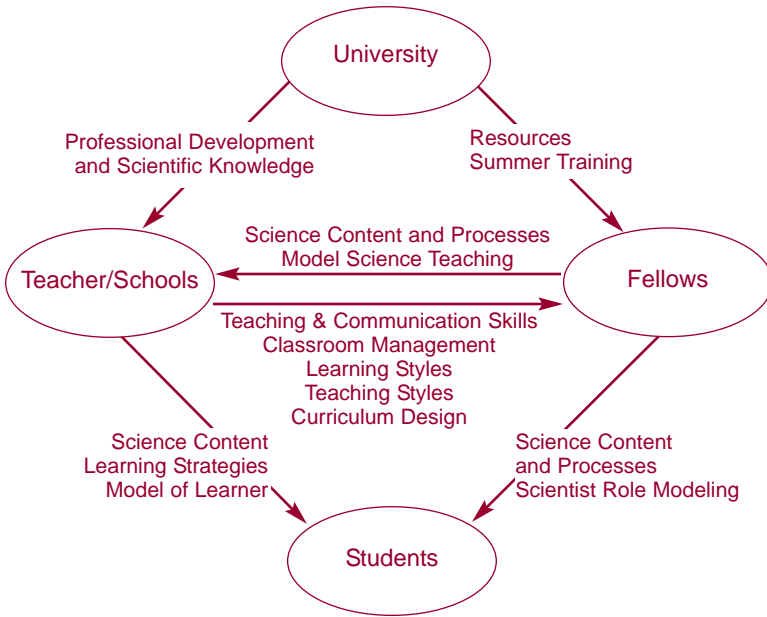 University
Professional Development
and Scientific Knowledge
Resources
Summer Training
Science Content and Processes
Model Science Teaching
Teacher/Schools
Fellows
Teaching & Communication Skills
Classroom Management
Learning Styles
Teaching Styles
Curriculum Design
Science Content
Learning Strategies
Model of Learner
Science Content
and Processes
Scientist Role Modeling
Students